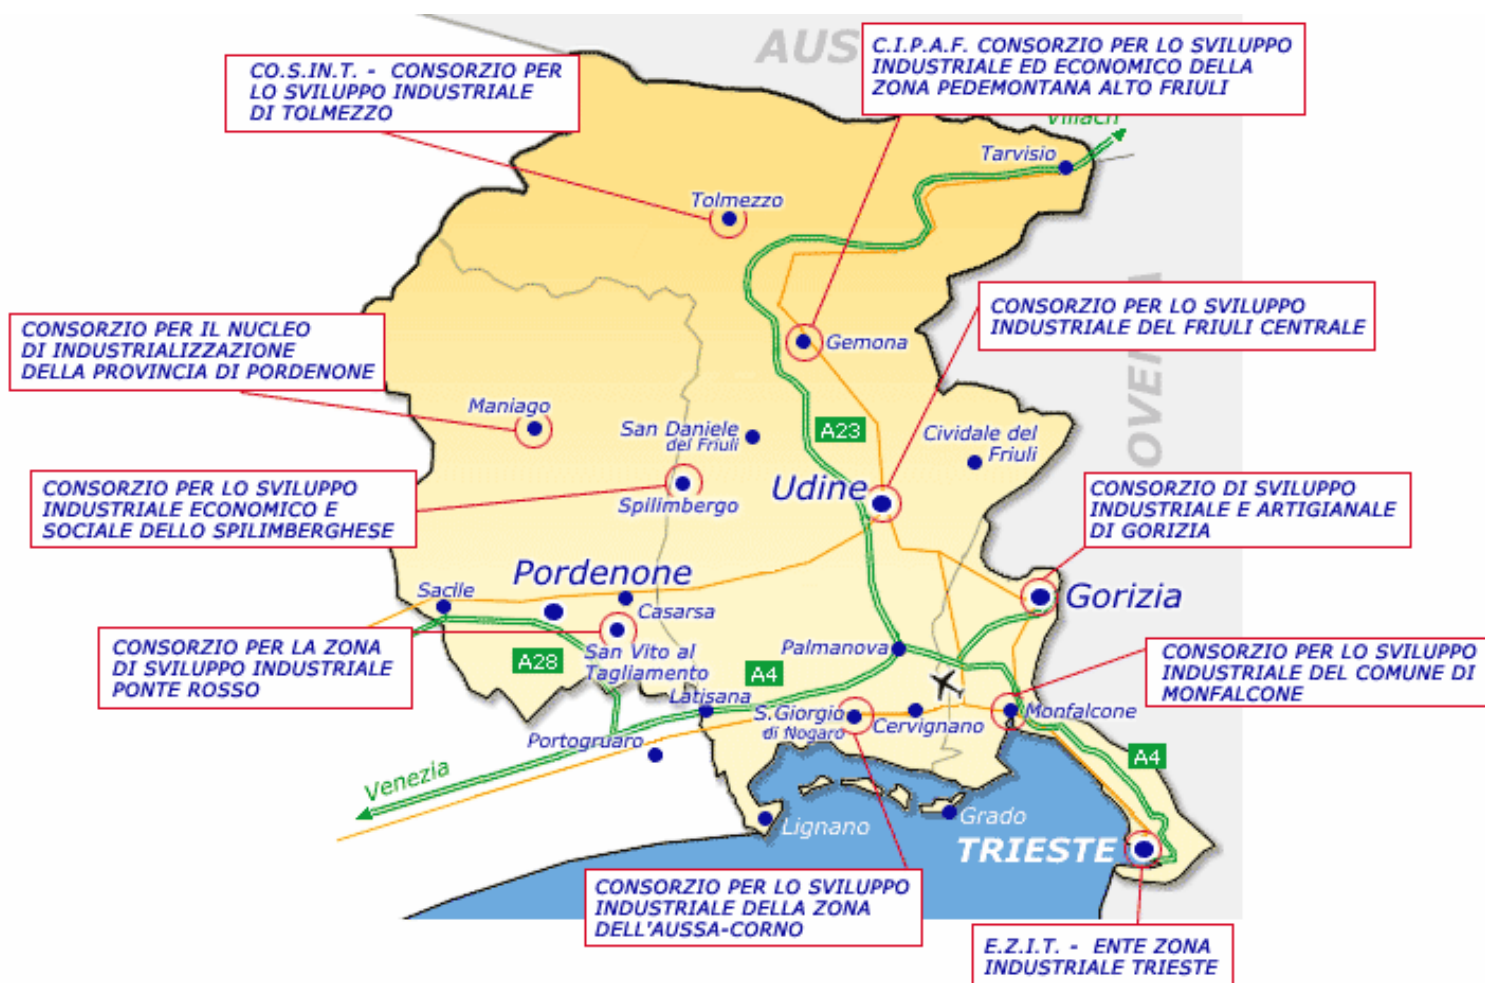 AUS
C.I.P.A.F. CONSORZIO PER LO SVILUPPO
INDUSTRIALE ED ECONOMICO DELLA
ZONA PEDEMONTANA ALTO FRIULI
CO.S.IN.T. - CONSORZIO PER
LO SVILUPPO INDUSTRIALE
DI TOLMEZZO
Villach
Tarvisio
Tolmezzo
OVE
CONSORZIO PER LO SVILUPPO
INDUSTRIALE DEL FRIULI CENTRALE
CONSORZIO PER IL NUCLEO
DI INDUSTRIALIZZAZIONE
DELLA PROVINCIA DI PORDENONE
Gemona
Maniago
San Daniele
del Friuli
A23
Cividale del
Friuli
CONSORZIO PER LO SVILUPPO
INDUSTRIALE ECONOMICO E
SOCIALE DELLO SPILIMBERGHESE
Spilimbergo
Udine
CONSORZIO DI SVILUPPO
INDUSTRIALE E ARTIGIANALE
DI GORIZIA
Pordenone
Sacile
Casarsa
Gorizia
CONSORZIO PER LA ZONA
DI SVILUPPO INDUSTRIALE
PONTE ROSSO
San Vito al
Tagliamento
A28
A4
Palmanova
CONSORZIO PER LO SVILUPPO
INDUSTRIALE DEL COMUNE DI
MONFALCONE
Latisana
S.Giorgio
di Nogaro
Cervignano
Monfalcone
Portogruaro
A4
Venezia
Lignano
Grado
TRIESTE
CONSORZIO PER LO SVILUPPO
INDUSTRIALE DELLA ZONA
DELL'AUSSA-CORNO
E.Z.I.T. - ENTE ZONA
INDUSTRIALE TRIESTE